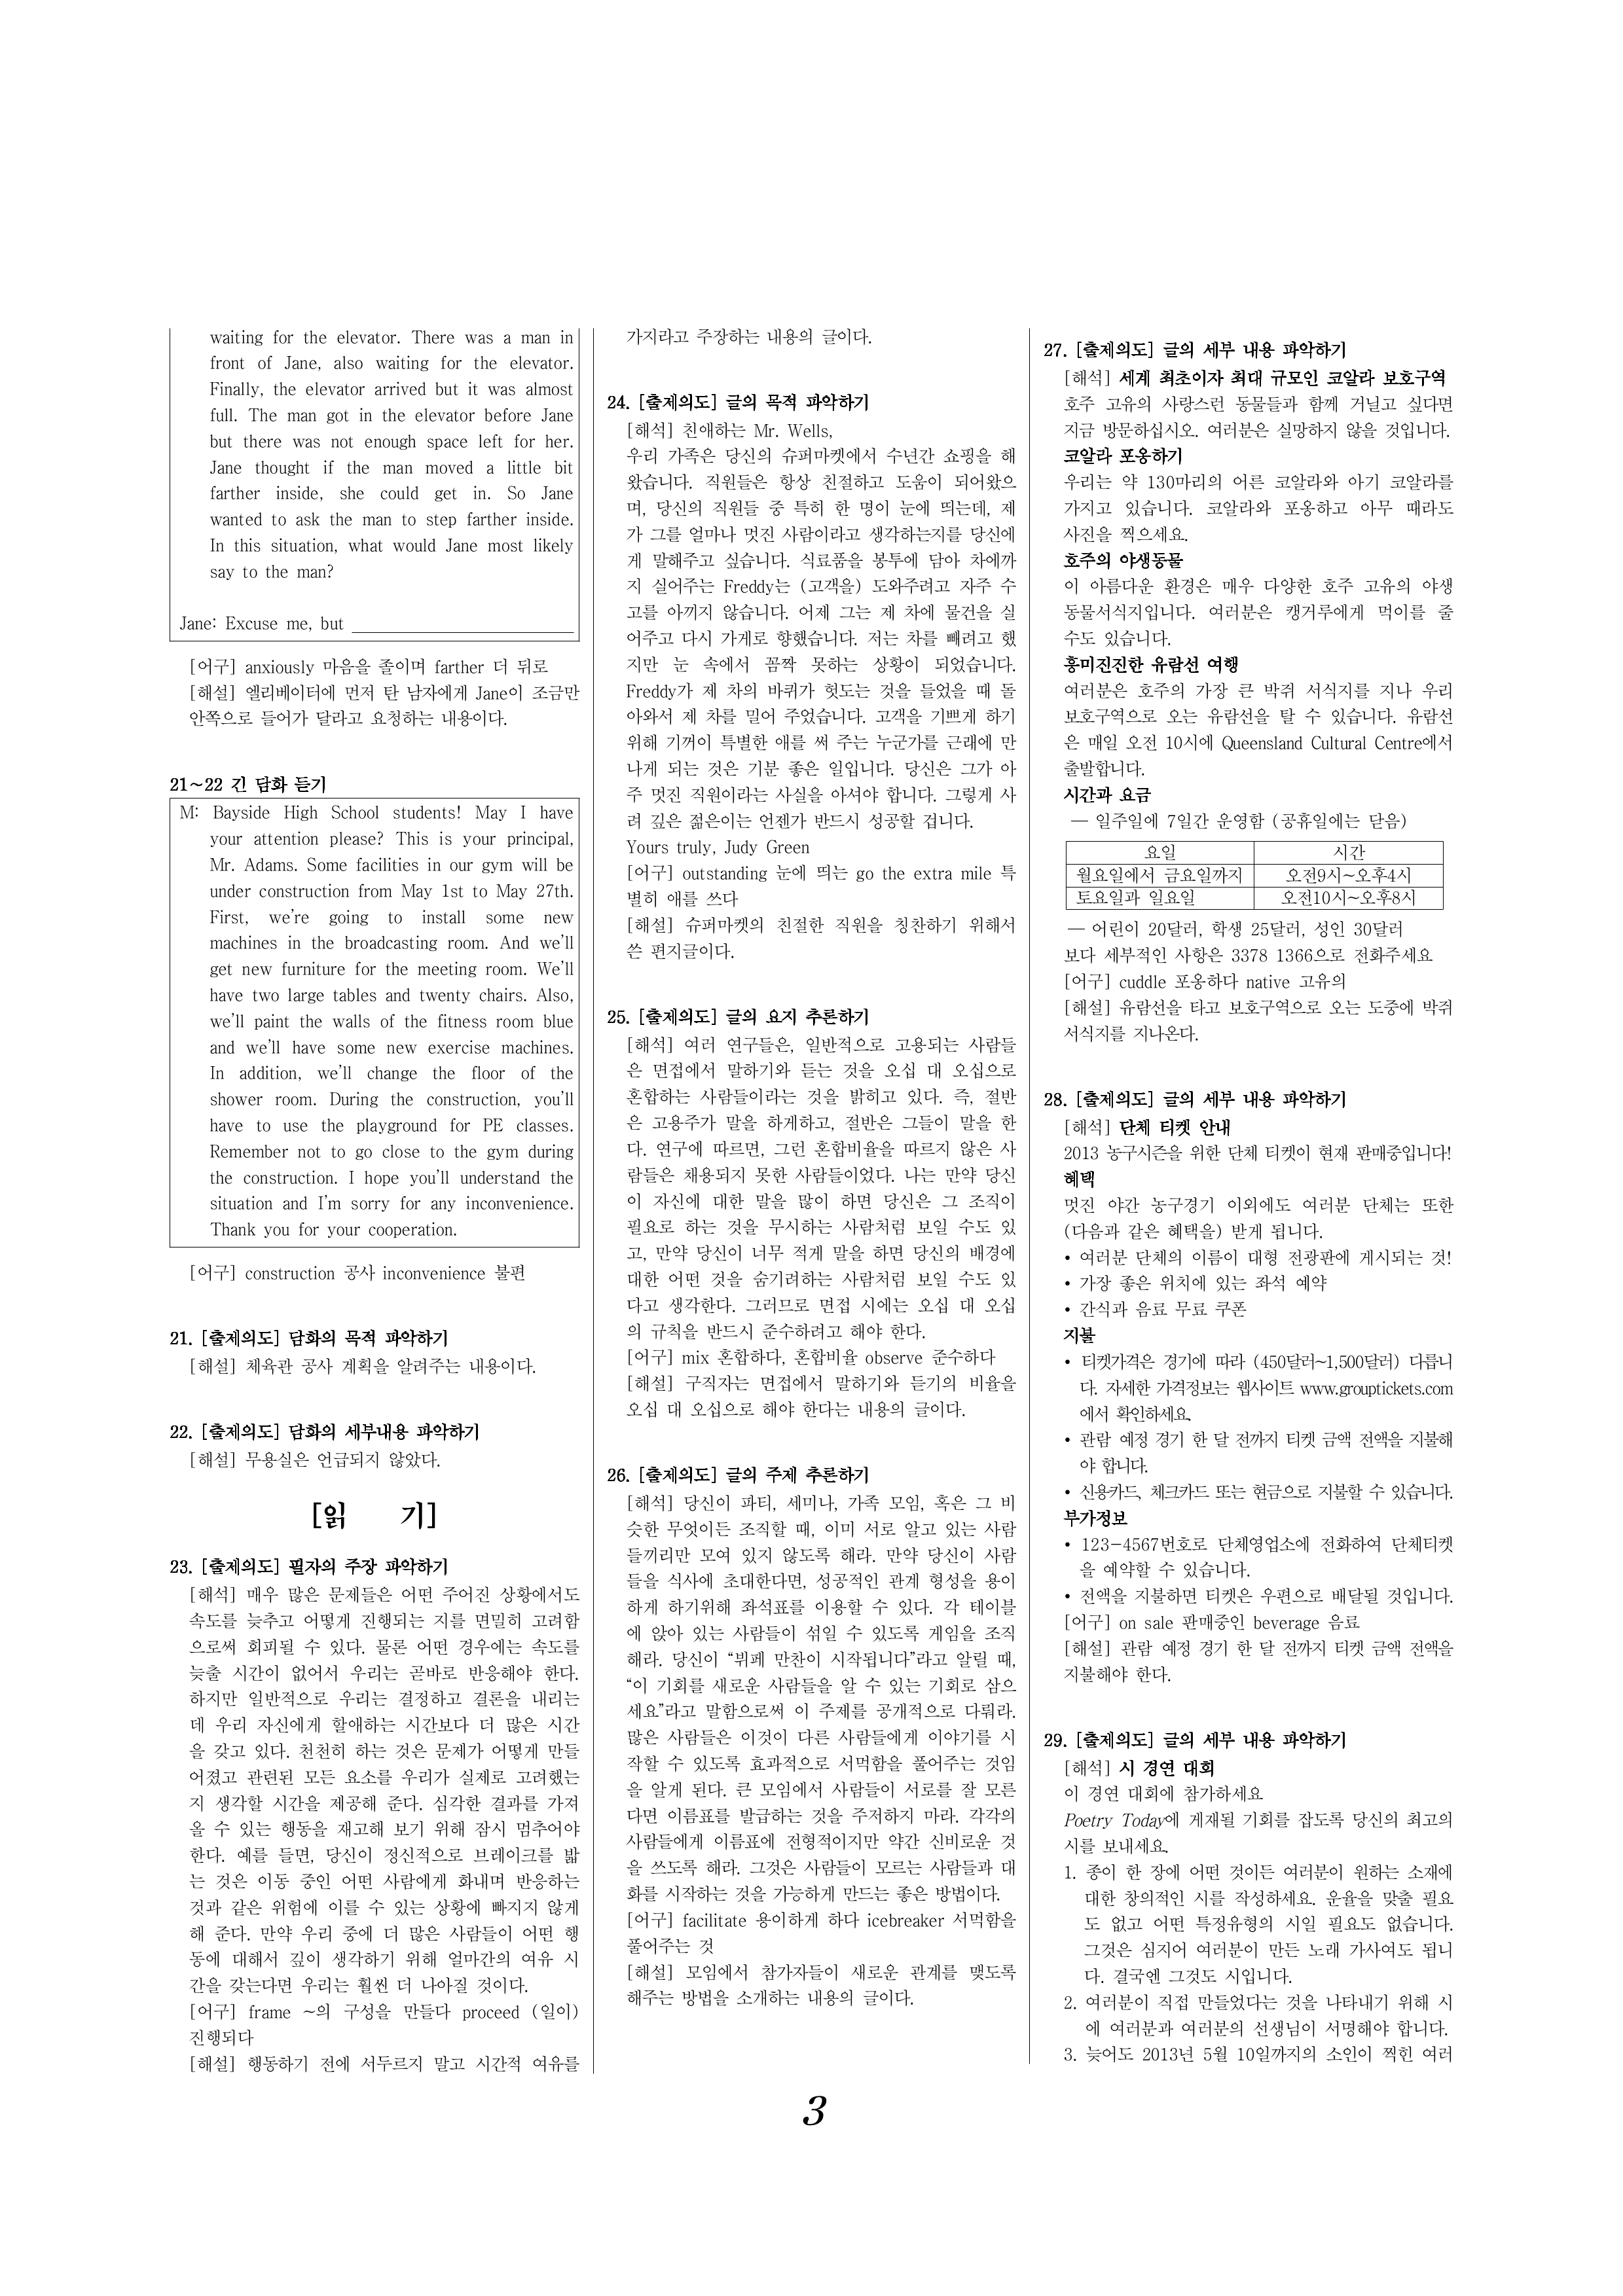 waiting for the elevator. There was a man in
front of Jane, also waiting for the elevator.
Finally, the elevator arrived but it was almost
full. The man got in the elevator before Jane
but there was not enough space left for her.
Jane thought if the man moved a little bit
farther inside, she could get in. So Jane
wanted to ask the man to step farther inside.
In this situation, what would Jane most likely
say to the man?
Jane: Excuse me, but ____________________
[어구] anxiously 마음을 졸이며 farther 더 뒤로
[해설] 엘리베이터에 먼저 탄 남자에게 Jane이 조금만
안쪽으로 들어가 달라고 요청하는 내용이다.
21~22 긴 담화 듣기
M: Bayside High School students! May I have
your attention please? This is your principal,
Mr. Adams. Some facilities in our gym will be
under construction from May 1st to May 27th.
First, we're going to install some new
machines in the broadcasting room. And we'll
get new furniture for the meeting room. We'll
have two large tables and twenty chairs. Also,
we'll paint the walls of the fitness room blue
and we'll have some new exercise machines.
In addition, we'll change the floor of the
shower room. During the construction, you'll
have to use the playground for PE classes.
Remember not to go close to the gym during
the construction. I hope you'll understand the
situation and I'm sorry for any inconvenience.
Thank you for your cooperation.
[어구] construction 공사 inconvenience 불편
21. [출제의도] 담화의 목적 파악하기
[해설] 체육관 공사 계획을 알려주는 내용이다.
22. [출제의도] 담화의 세부내용 파악하기
[해설] 무용실은 언급되지 않았다.
[읽 기]
23. [출제의도] 필자의 주장 파악하기
[해석] 매우 많은 문제들은 어떤 주어진 상황에서도
속도를 늦추고 어떻게 진행되는 지를 면밀히 고려함
으로써 회피될 수 있다. 물론 어떤 경우에는 속도를
늦출 시간이 없어서 우리는 곧바로 반응해야 한다.
하지만 일반적으로 우리는 결정하고 결론을 내리는
데 우리 자신에게 할애하는 시간보다 더 많은 시간
을 갖고 있다. 천천히 하는 것은 문제가 어떻게 만들
어졌고 관련된 모든 요소를 우리가 실제로 고려했는
지 생각할 시간을 제공해 준다. 심각한 결과를 가져
올 수 있는 행동을 재고해 보기 위해 잠시 멈추어야
한다. 예를 들면, 당신이 정신적으로 브레이크를 밟
는 것은 이동 중인 어떤 사람에게 화내며 반응하는
것과 같은 위험에 이를 수 있는 상황에 빠지지 않게
해 준다. 만약 우리 중에 더 많은 사람들이 어떤 행
동에 대해서 깊이 생각하기 위해 얼마간의 여유 시
간을 갖는다면 우리는 훨씬 더 나아질 것이다.
[어구] frame ~의 구성을 만들다 proceed (일이)
진행되다
[해설] 행동하기 전에 서두르지 말고 시간적 여유를
가지라고 주장하는 내용의 글이다.
24. [출제의도] 글의 목적 파악하기
[해석] 친애하는 Mr. Wells,
우리 가족은 당신의 슈퍼마켓에서 수년간 쇼핑을 해
왔습니다. 직원들은 항상 친절하고 도움이 되어왔으
며, 당신의 직원들 중 특히 한 명이 눈에 띄는데, 제
가 그를 얼마나 멋진 사람이라고 생각하는지를 당신에
게 말해주고 싶습니다. 식료품을 봉투에 담아 차에까
지 실어주는 Freddy는 (고객을) 도와주려고 자주 수
고를 아끼지 않습니다. 어제 그는 제 차에 물건을 실
어주고 다시 가게로 향했습니다. 저는 차를 빼려고 했
지만 눈 속에서 꼼짝 못하는 상황이 되었습니다.
Freddy가 제 차의 바퀴가 헛도는 것을 들었을 때 돌
아와서 제 차를 밀어 주었습니다. 고객을 기쁘게 하기
위해 기꺼이 특별한 애를 써 주는 누군가를 근래에 만
나게 되는 것은 기분 좋은 일입니다. 당신은 그가 아
주 멋진 직원이라는 사실을 아셔야 합니다. 그렇게 사
려 깊은 젊은이는 언젠가 반드시 성공할 겁니다.
Yours truly, Judy Green
[어구] outstanding 눈에 띄는 go the extra mile 특
별히 애를 쓰다
[해설] 슈퍼마켓의 친절한 직원을 칭찬하기 위해서
쓴 편지글이다.
25. [출제의도] 글의 요지 추론하기
[해석] 여러 연구들은, 일반적으로 고용되는 사람들
은 면접에서 말하기와 듣는 것을 오십 대 오십으로
혼합하는 사람들이라는 것을 밝히고 있다. 즉, 절반
은 고용주가 말을 하게하고, 절반은 그들이 말을 한
다. 연구에 따르면, 그런 혼합비율을 따르지 않은 사
람들은 채용되지 못한 사람들이었다. 나는 만약 당신
이 자신에 대한 말을 많이 하면 당신은 그 조직이
필요로 하는 것을 무시하는 사람처럼 보일 수도 있
고, 만약 당신이 너무 적게 말을 하면 당신의 배경에
대한 어떤 것을 숨기려하는 사람처럼 보일 수도 있
다고 생각한다. 그러므로 면접 시에는 오십 대 오십
의 규칙을 반드시 준수하려고 해야 한다.
[어구] mix 혼합하다, 혼합비율 observe 준수하다
[해설] 구직자는 면접에서 말하기와 듣기의 비율을
오십 대 오십으로 해야 한다는 내용의 글이다.
26. [출제의도] 글의 주제 추론하기
[해석] 당신이 파티, 세미나, 가족 모임, 혹은 그 비
슷한 무엇이든 조직할 때, 이미 서로 알고 있는 사람
들끼리만 모여 있지 않도록 해라. 만약 당신이 사람
들을 식사에 초대한다면, 성공적인 관계 형성을 용이
하게 하기위해 좌석표를 이용할 수 있다. 각 테이블
에 앉아 있는 사람들이 섞일 수 있도록 게임을 조직
해라. 당신이 “뷔페 만찬이 시작됩니다”라고 알릴 때,
“이 기회를 새로운 사람들을 알 수 있는 기회로 삼으
세요”라고 말함으로써 이 주제를 공개적으로 다뤄라.
많은 사람들은 이것이 다른 사람들에게 이야기를 시
작할 수 있도록 효과적으로 서먹함을 풀어주는 것임
을 알게 된다. 큰 모임에서 사람들이 서로를 잘 모른
다면 이름표를 발급하는 것을 주저하지 마라. 각각의
사람들에게 이름표에 전형적이지만 약간 신비로운 것
을 쓰도록 해라. 그것은 사람들이 모르는 사람들과 대
화를 시작하는 것을 가능하게 만드는 좋은 방법이다.
[어구] facilitate 용이하게 하다 icebreaker 서먹함을
풀어주는 것
[해설] 모임에서 참가자들이 새로운 관계를 맺도록
해주는 방법을 소개하는 내용의 글이다.
27. [출제의도] 글의 세부 내용 파악하기
[해석] 세계 최초이자 최대 규모인 코알라 보호구역
호주 고유의 사랑스런 동물들과 함께 거닐고 싶다면
지금 방문하십시오. 여러분은 실망하지 않을 것입니다.
코알라 포옹하기
우리는 약 130마리의 어른 코알라와 아기 코알라를
가지고 있습니다. 코알라와 포옹하고 아무 때라도
사진을 찍으세요.
호주의 야생동물
이 아름다운 환경은 매우 다양한 호주 고유의 야생
동물서식지입니다. 여러분은 캥거루에게 먹이를 줄
수도 있습니다.
흥미진진한 유람선 여행
여러분은 호주의 가장 큰 박쥐 서식지를 지나 우리
보호구역으로 오는 유람선을 탈 수 있습니다. 유람선
은 매일 오전 10시에 Queensland Cultural Centre에서
출발합니다.
시간과 요금
— 일주일에 7일간 운영함 (공휴일에는 닫음)
요일 시간
월요일에서 금요일까지 오전9시~오후4시
토요일과 일요일 오전10시~오후8시
— 어린이 20달러, 학생 25달러, 성인 30달러
보다 세부적인 사항은 3378 1366으로 전화주세요.
[어구] cuddle 포옹하다 native 고유의
[해설] 유람선을 타고 보호구역으로 오는 도중에 박쥐
서식지를 지나온다.
28. [출제의도] 글의 세부 내용 파악하기
[해석] 단체 티켓 안내
2013 농구시즌을 위한 단체 티켓이 현재 판매중입니다!
혜택
멋진 야간 농구경기 이외에도 여러분 단체는 또한
(다음과 같은 혜택을) 받게 됩니다.
• 여러분 단체의 이름이 대형 전광판에 게시되는 것!
• 가장 좋은 위치에 있는 좌석 예약
• 간식과 음료 무료 쿠폰
지불
• 티켓가격은 경기에 따라 (450달러~1,500달러) 다릅니
다. 자세한 가격정보는 웹사이트 www.grouptickets.com
에서 확인하세요.
• 관람 예정 경기 한 달 전까지 티켓 금액 전액을 지불해
야 합니다.
• 신용카드, 체크카드 또는 현금으로 지불할 수 있습니다.
부가정보
• 123-4567번호로 단체영업소에 전화하여 단체티켓
을 예약할 수 있습니다.
• 전액을 지불하면 티켓은 우편으로 배달될 것입니다.
[어구] on sale 판매중인 beverage 음료
[해설] 관람 예정 경기 한 달 전까지 티켓 금액 전액을
지불해야 한다.
29. [출제의도] 글의 세부 내용 파악하기
[해석] 시 경연 대회
이 경연 대회에 참가하세요.
Poetry Today에 게재될 기회를 잡도록 당신의 최고의
시를 보내세요.
1. 종이 한 장에 어떤 것이든 여러분이 원하는 소재에
대한 창의적인 시를 작성하세요. 운율을 맞출 필요
도 없고 어떤 특정유형의 시일 필요도 없습니다.
그것은 심지어 여러분이 만든 노래 가사여도 됩니
다. 결국엔 그것도 시입니다.
2. 여러분이 직접 만들었다는 것을 나타내기 위해 시
에 여러분과 여러분의 선생님이 서명해야 합니다.
3. 늦어도 2013년 5월 10일까지의 소인이 찍힌 여러
3